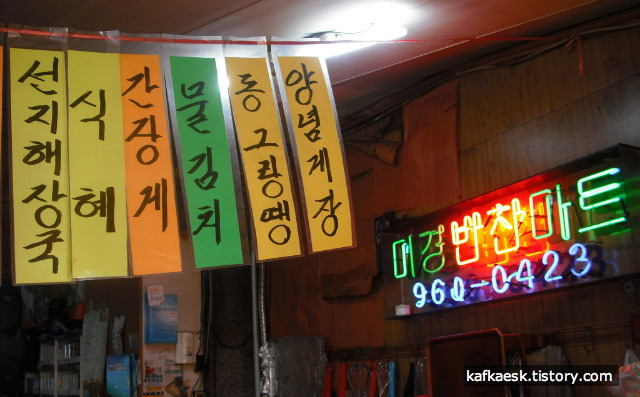 선지해장국
식혜
간장게
물김치
동그랑땡
양념게장
미경반찬마트
960-0423
kafkaesk.tistory.com